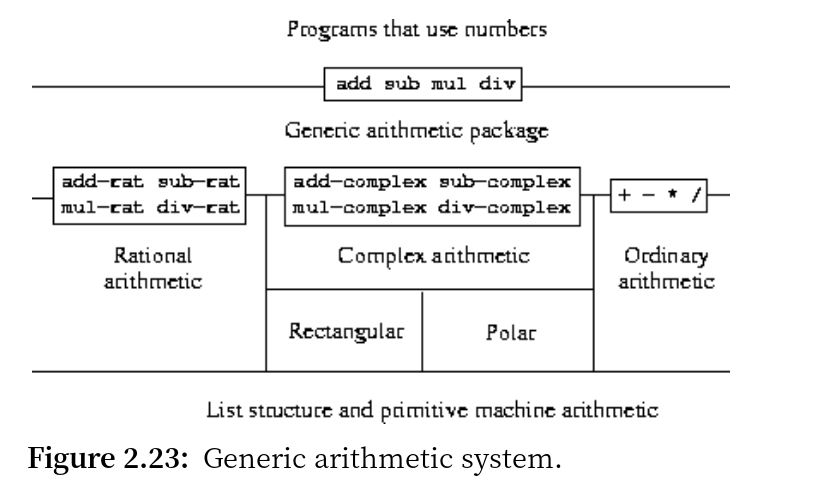 Programs that use numbers
add sub mul div
Generic arithmetic package
add-rat sub-rat
mul-rat div-rat
add-complex sub-complex
mul-complex div-complex
+ - * /
Rational
arithmetic
Complex arithmetic
Ordinary
arithmetic
Rectangular
Polar
List structure and primitive machine arithmetic
Figure 2.23: Generic arithmetic system.